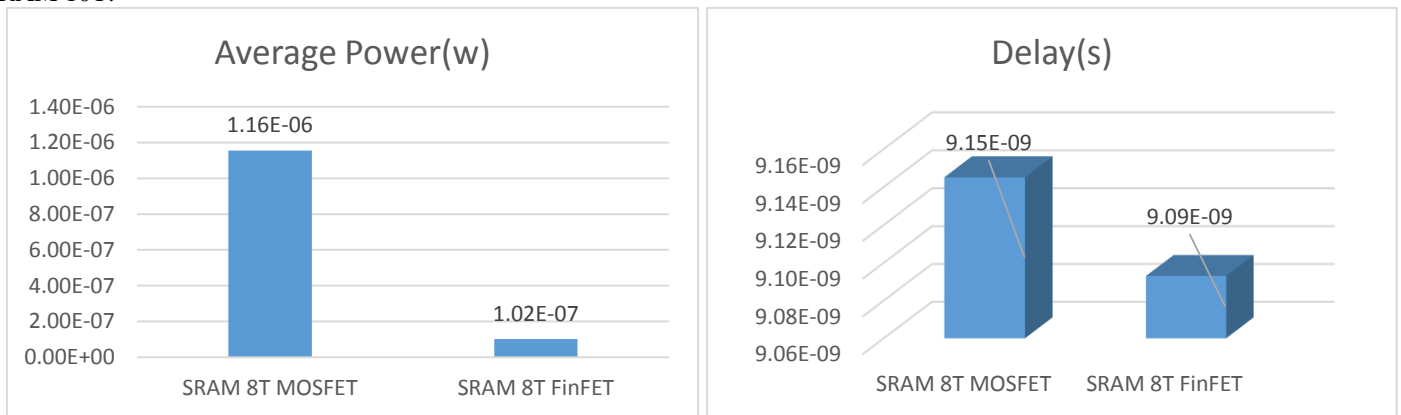 Average Power(w)
1.40E-06
1.20E-06
1.00E-06
8.00E-07
6.00E-07
4.00E-07
2.00E-07
0.00E+00
1.16E-06
1.02E-07
SRAM 8T MOSFET
SRAM 8T FinFET
Delay(s)
9.16E-09
9.14E-09
9.12E-09
9.10E-09
9.08E-09
9.06E-09
9.15E-09
9.09E-09
SRAM 8T MOSFET
SRAM 8T FinFET